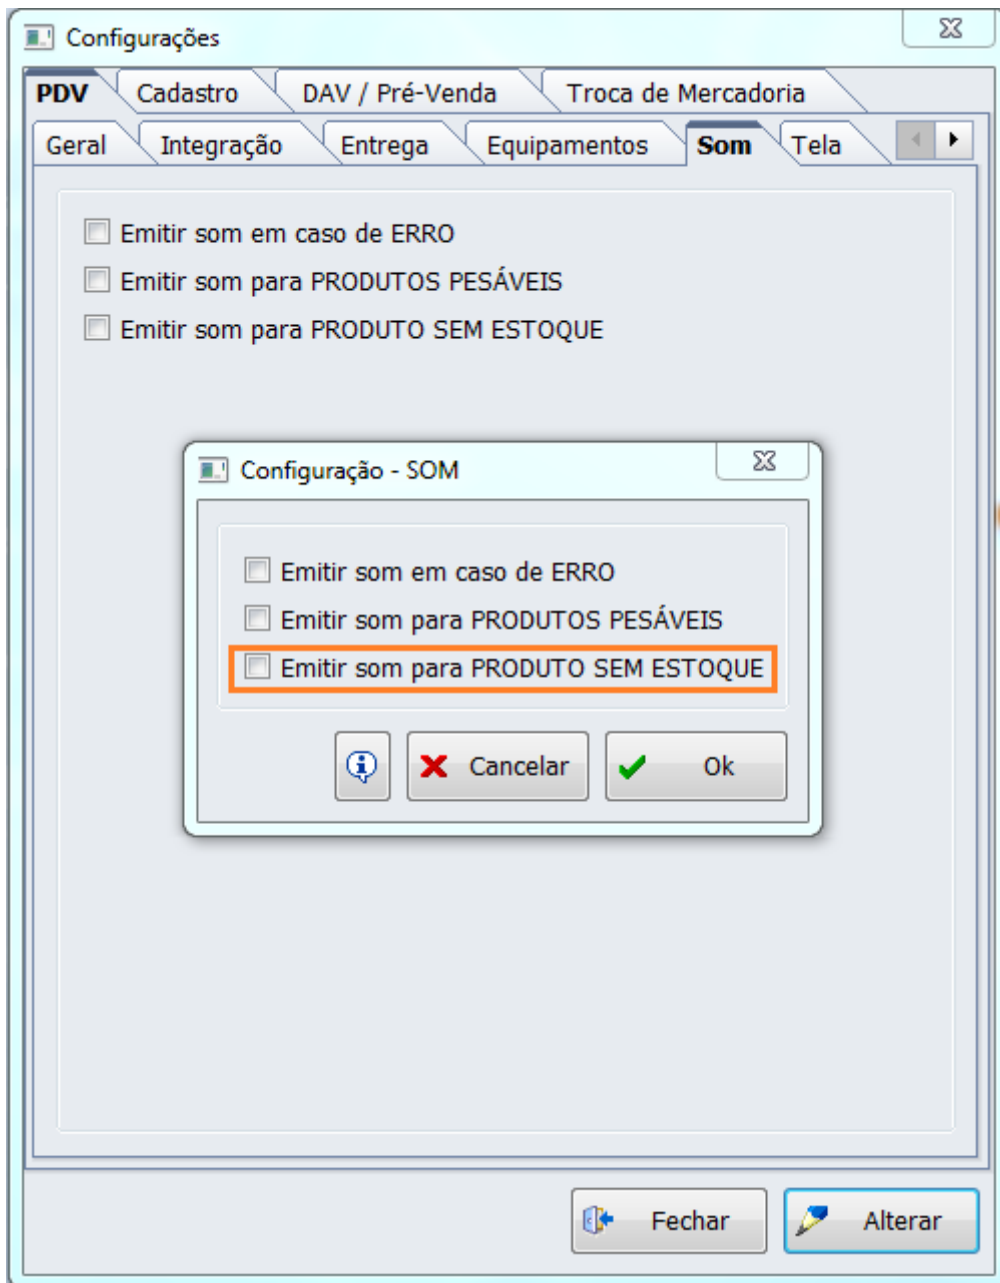 Configurações
PDV Cadastro DAV / Pré-Venda Troca de Mercadoria
Geral Integração Entrega Equipamentos Som Tela
Emitir som em caso de ERRO
Emitir som para PRODUTOS PESÁVEIS
Emitir som para PRODUTO SEM ESTOQUE
Configuração - SOM
Emitir som em caso de ERRO
Emitir som para PRODUTOS PESÁVEIS
Emitir som para PRODUTO SEM ESTOQUE
Cancelar Ok
Fechar Alterar